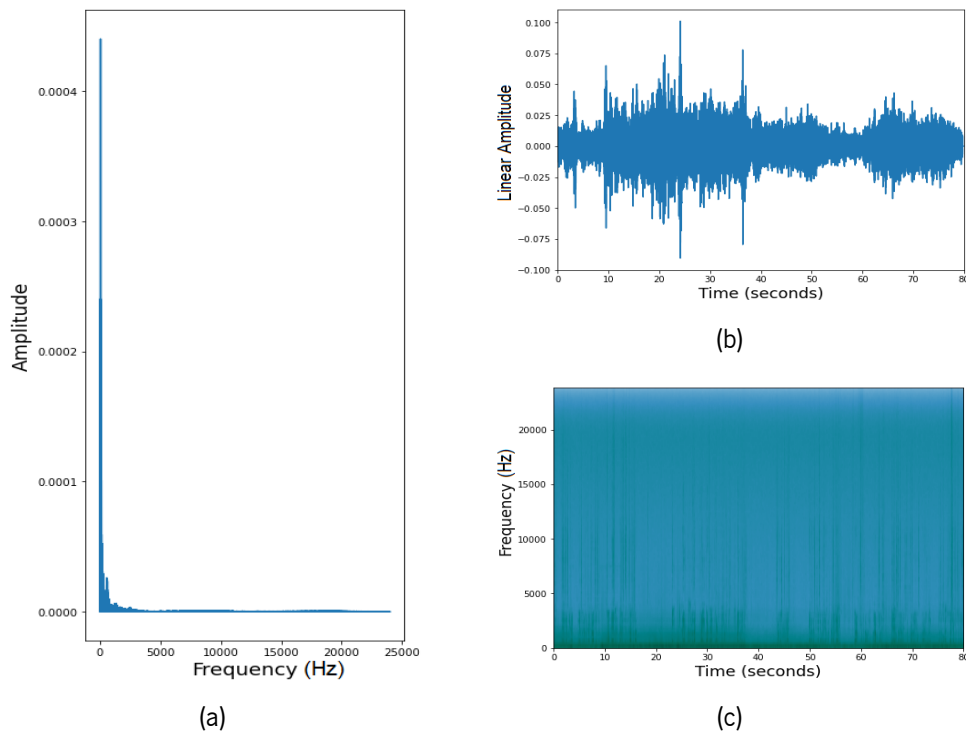 0.0004
0.0003
0.0002
0.0001
0.0000
Amplitude
0 5000 10000 15000 20000 25000
Frequency (Hz)
(a)
0.100
0.075
0.050
0.025
0.000
−0.025
−0.050
−0.075
−0.100
Linear Amplitude
0 10 20 30 40 50 60 70 80
Time (seconds)
(b)
20000
15000
10000
5000
0
Frequency (Hz)
0 10 20 30 40 50 60 70 80
Time (seconds)
(c)